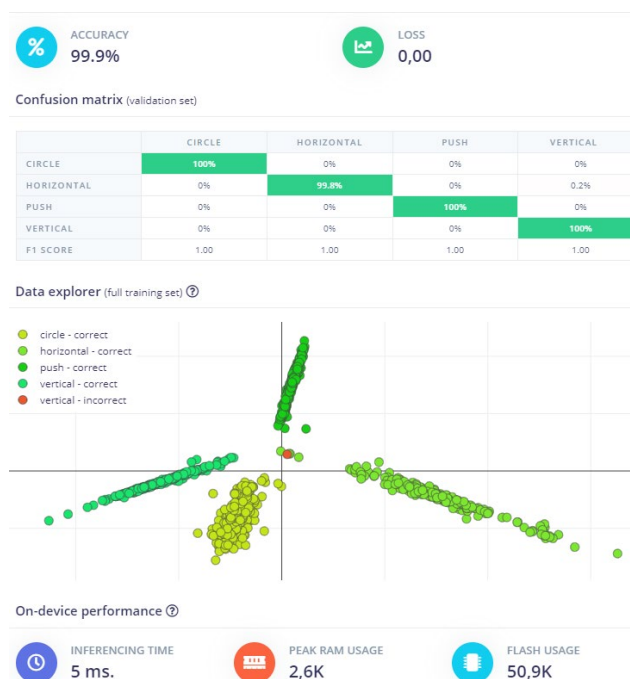 ACCURACY
99.9%
LOSS
0,00
Confusion matrix (validation set)
CIRCLE HORIZONTAL PUSH VERTICAL
CIRCLE 100% 0% 0% 0%
HORIZONTAL 0% 99.8% 0% 0.2%
PUSH 0% 0% 100% 0%
VERTICAL 0% 0% 0% 100%
F1 SCORE 1.00 1.00 1.00 1.00
Data explorer (full training set) ?
circle - correct
horizontal - correct
push - correct
vertical - correct
vertical - incorrect
On-device performance ?
INFERENCING TIME
5 ms.
PEAK RAM USAGE
2,6K
FLASH USAGE
50,9K